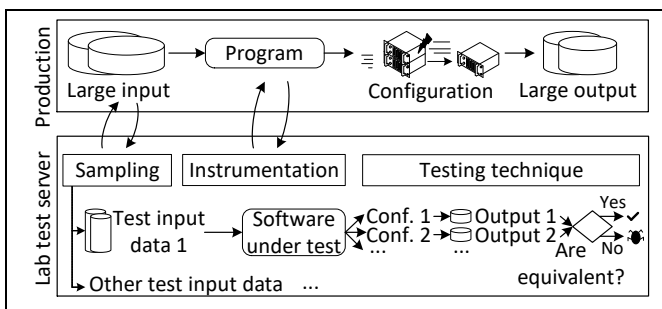 Production
Program
Large input
Configuration
Large output
Lab test server
Sampling
Instrumentation
Testing technique
Test input
data 1
Software
under test
Conf. 1
Output 1
Conf. 2
Output 2
...
...
Yes
No
Are
equivalent?
Other test input data
...